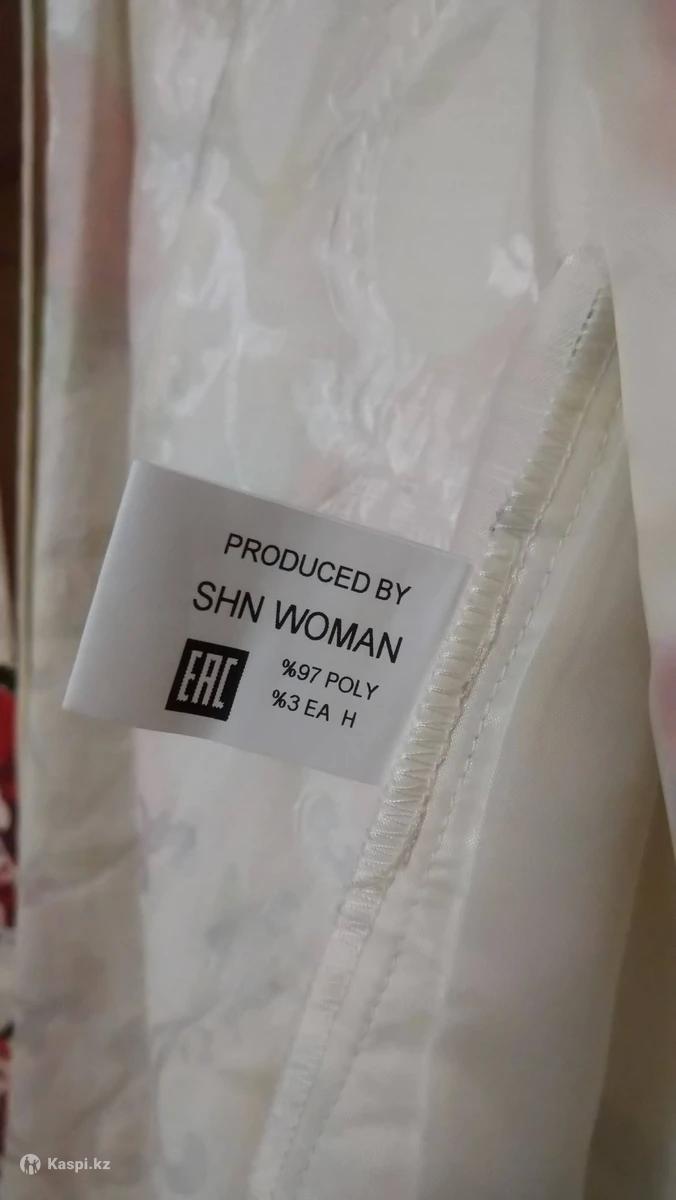 PRODUCED BY
SHN WOMAN
EAC
%97 POLY
%3 EA H
Kaspi.kz